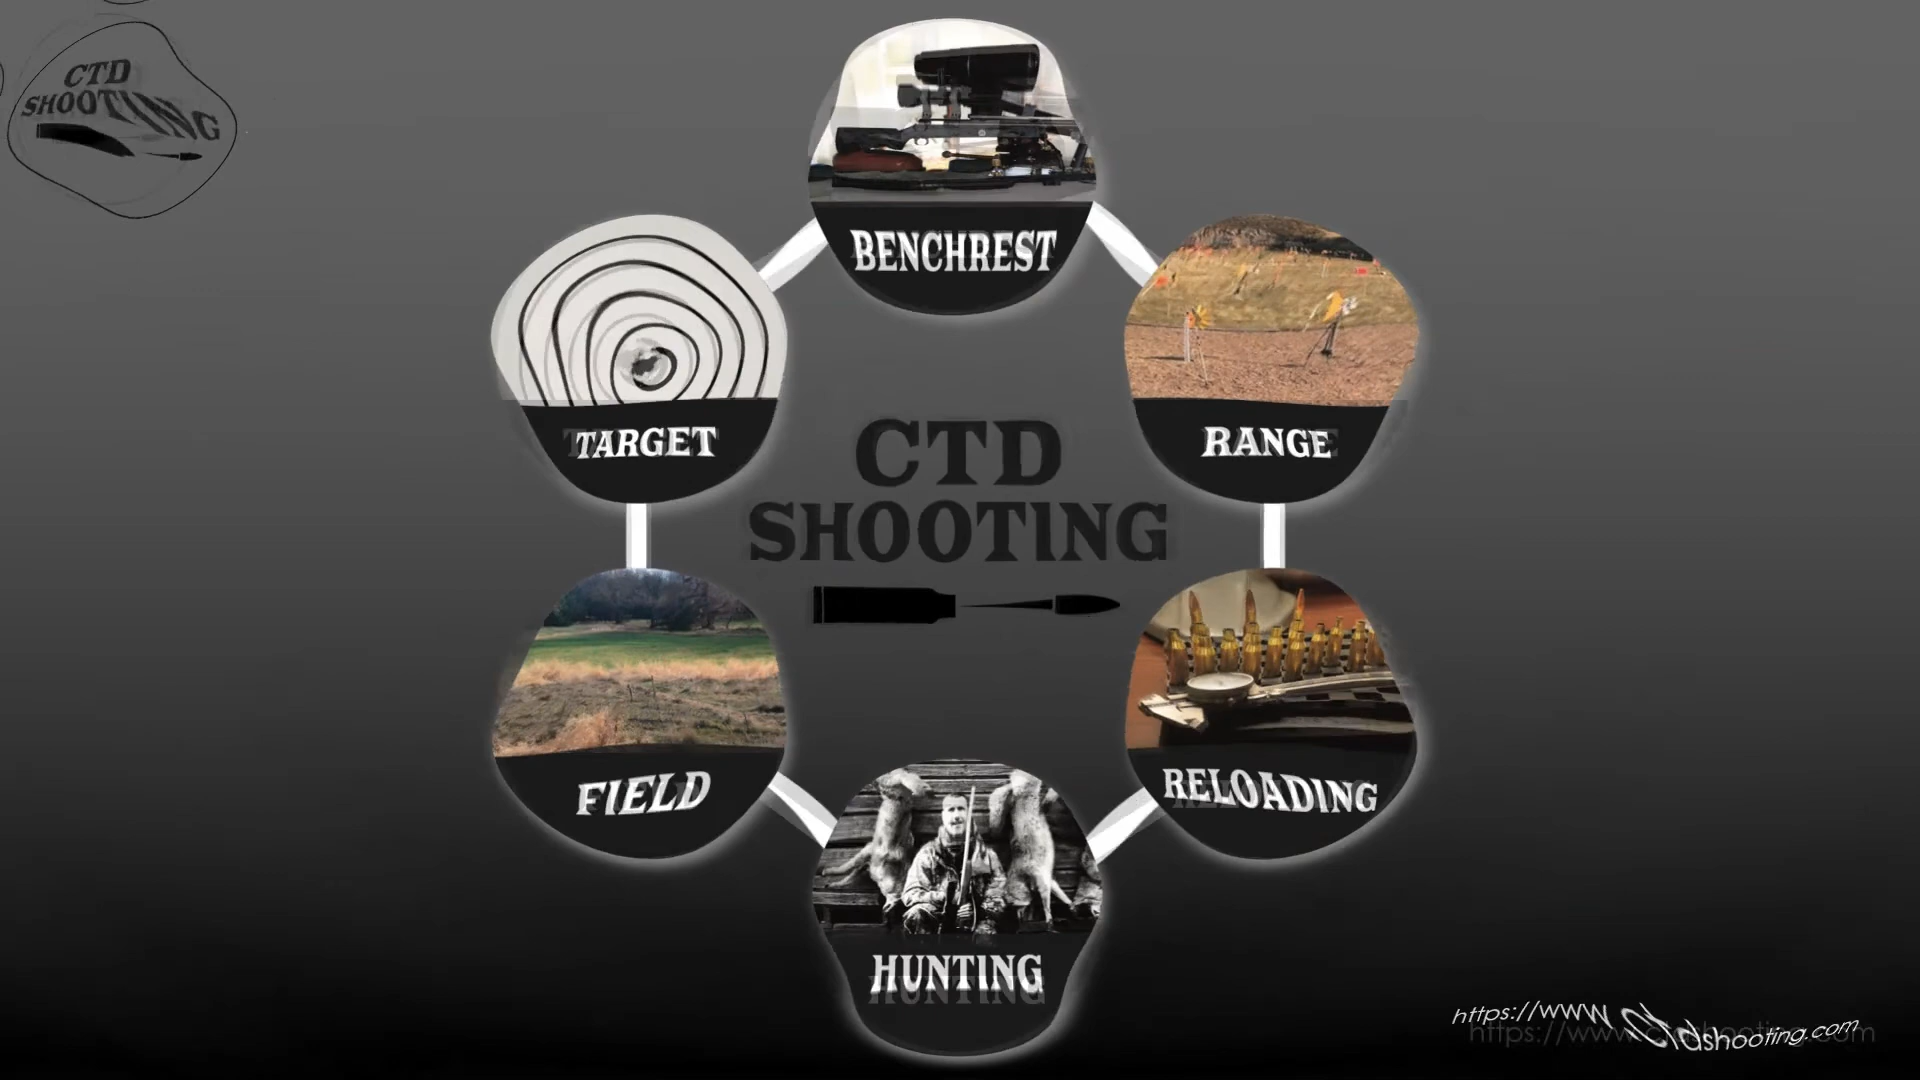 CTD
SHOOTING
BENCHREST
TARGET
RANGE
CTD
SHOOTING
FIELD
RELOADING
HUNTING
https://www.ctdshooting.com